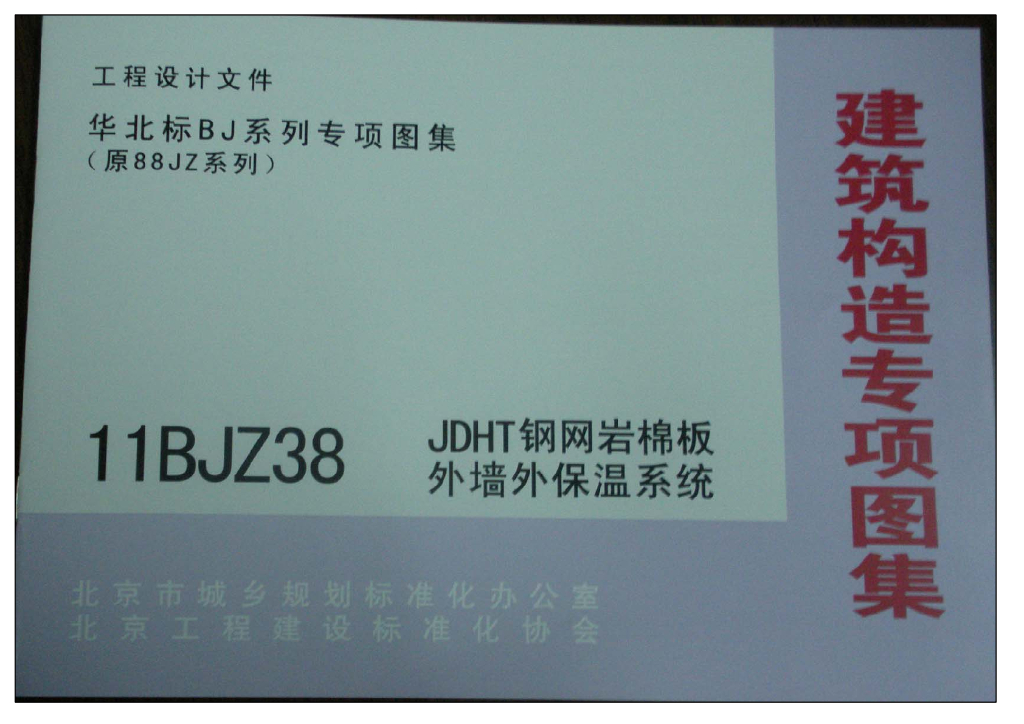 工程设计文件
华北标BJ系列专项图集
（原88JZ系列）
建筑构造专项图集
11BJZ38
JDHT钢网岩棉板
外墙外保温系统
北京市城乡规划标准化办公室
北京工程建设标准化协会